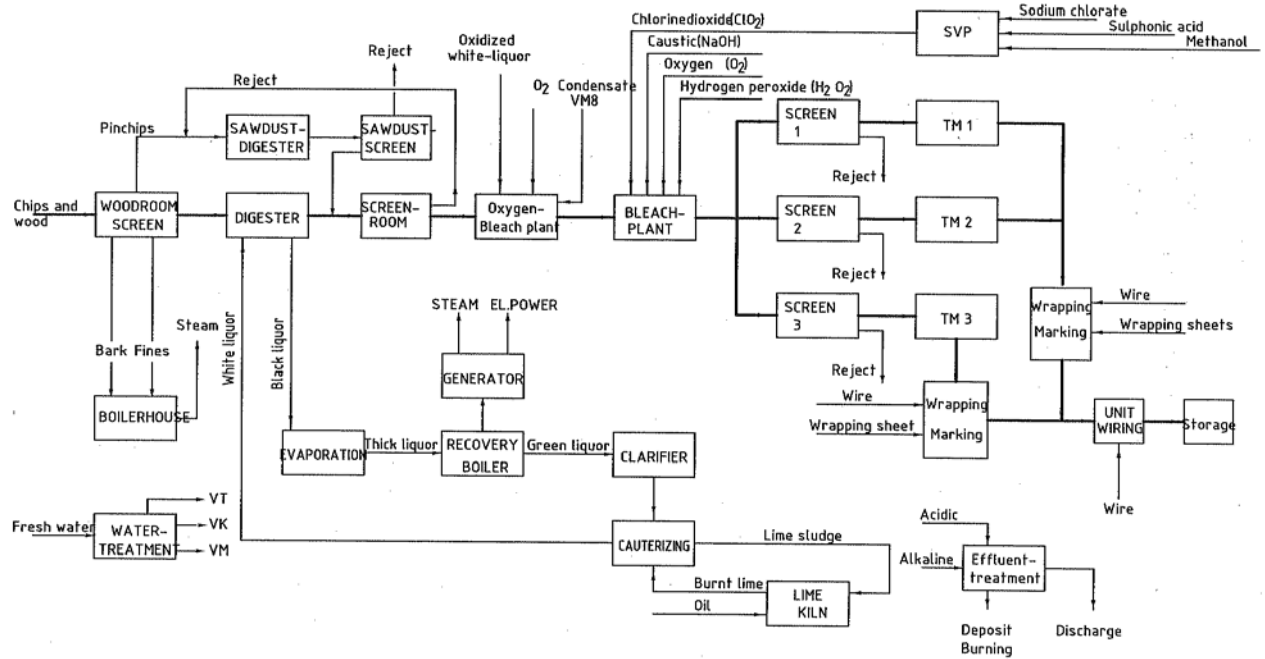 Sodium chlorate
Sulphonic acid
Methanol
SVP
Chlorinedioxide(ClO2)
Caustic(NaOH)
Oxygen (O2)
Hydrogen peroxide (H2 O2)
Oxidized
white-liquor
O2 Condensate
VM8
Reject
Reject
Pinchips
SAWDUST-
DIGESTER
SAWDUST-
SCREEN
Chips and
wood
WOODROOM
SCREEN
DIGESTER
SCREEN-
ROOM
Oxygen-
Bleach plant
BLEACH-
PLANT
SCREEN
1
TM 1
Reject
SCREEN
2
TM 2
Reject
SCREEN
3
TM 3
Reject
Wrapping
Marking
Wire
Wrapping sheets
Wire
Wrapping sheet
Wrapping
Marking
UNIT
WIRING
Storage
Wire
Steam
Bark Fines
BOILERHOUSE
White liquor
Black liquor
STEAM EL.POWER
GENERATOR
EVAPORATION
Thick liquor
RECOVERY
BOILER
Green liquor
CLARIFIER
Fresh water
WATER-
TREATMENT
VT
VK
VM
CAUTERIZING
Lime sludge
Burnt lime
Oil
LIME
KILN
Acidic
Alkaline
Effluent-
treatment
Deposit
Burning
Discharge